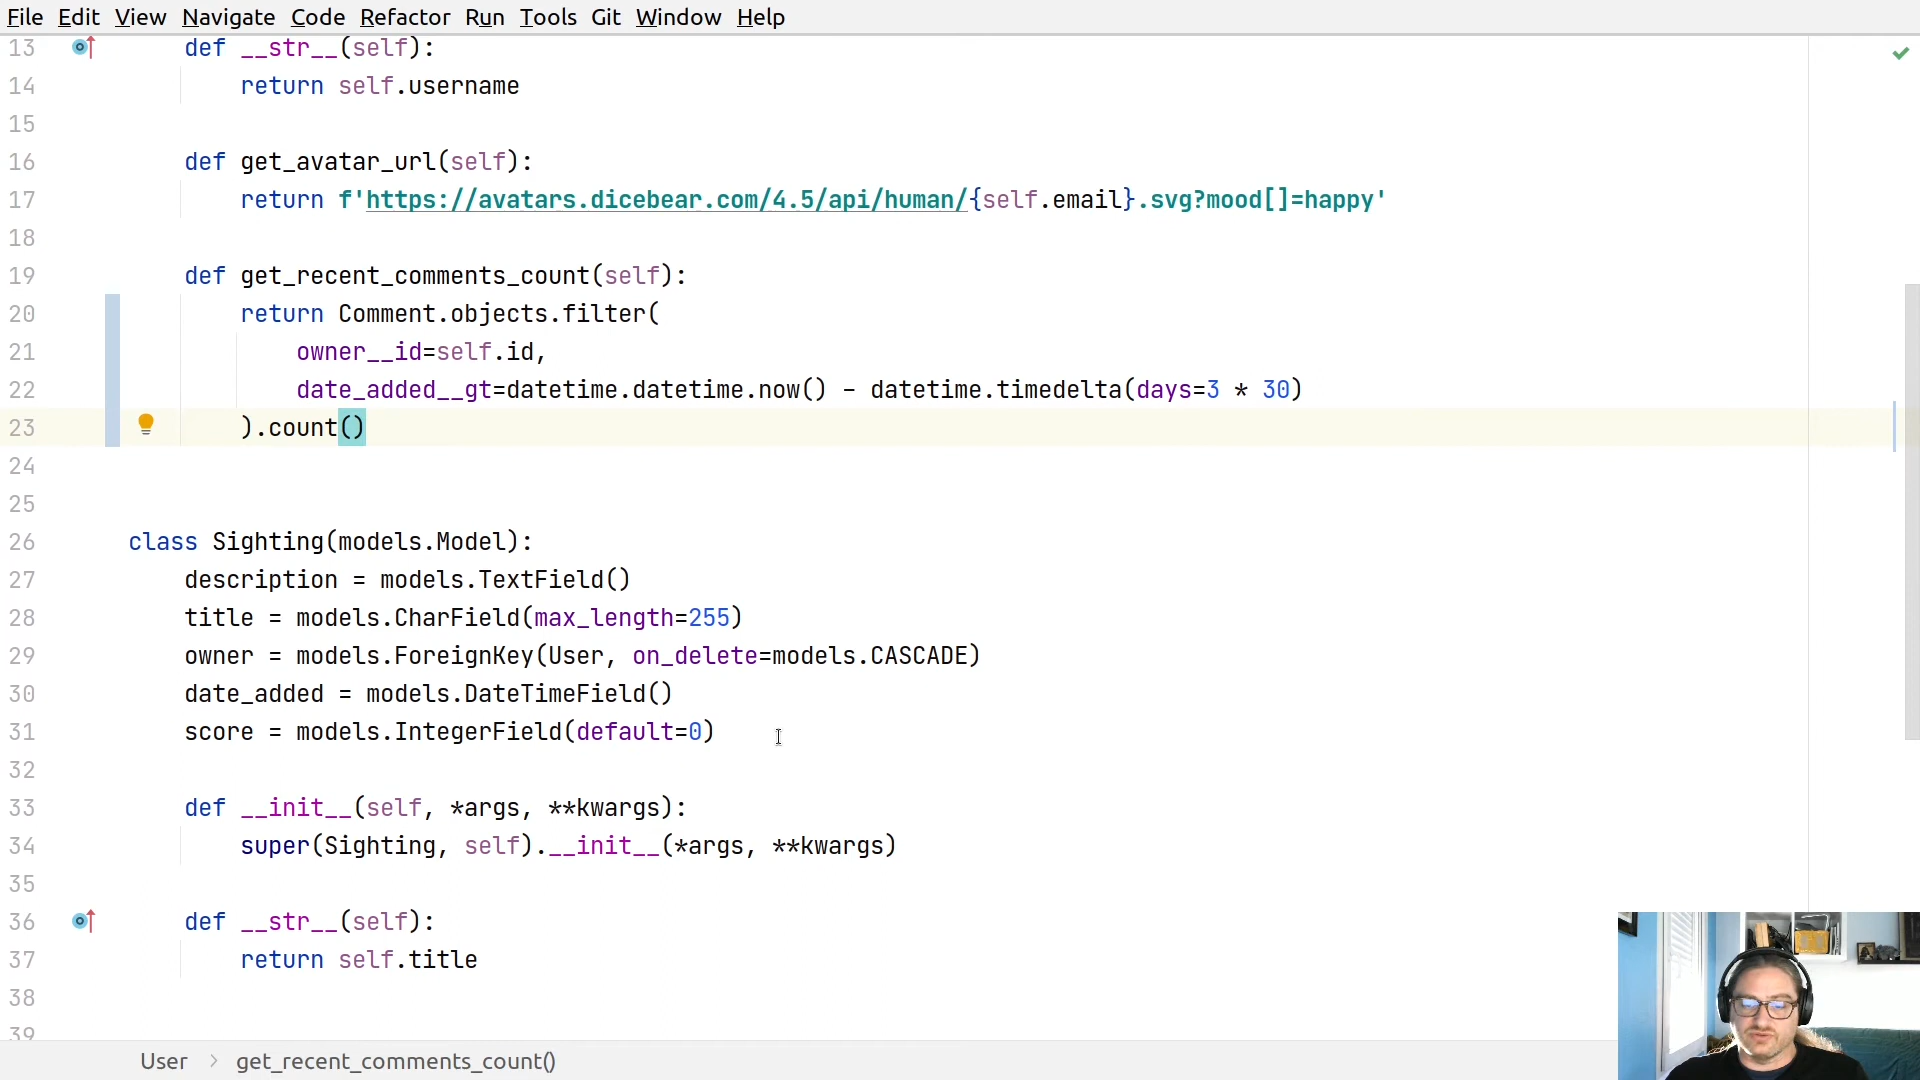 File Edit View Navigate Code Refactor Run Tools Git Window Help
13 def __str__(self):
14 return self.username
15
16 def get_avatar_url(self):
17 return f'https://avatars.dicebear.com/4.5/api/human/{self.email}.svg?mood[]=happy'
18
19 def get_recent_comments_count(self):
20 return Comment.objects.filter(
21 owner__id=self.id,
22 date_added__gt=datetime.datetime.now() - datetime.timedelta(days=3 * 30)
23 ).count()
24
25
26 class Sighting(models.Model):
27 description = models.TextField()
28 title = models.CharField(max_length=255)
29 owner = models.ForeignKey(User, on_delete=models.CASCADE)
30 date_added = models.DateTimeField()
31 score = models.IntegerField(default=0)
32
33 def __init__(self, *args, **kwargs):
34 super(Sighting, self).__init__(*args, **kwargs)
35
36 def __str__(self):
37 return self.title
38
39
User > get_recent_comments_count()